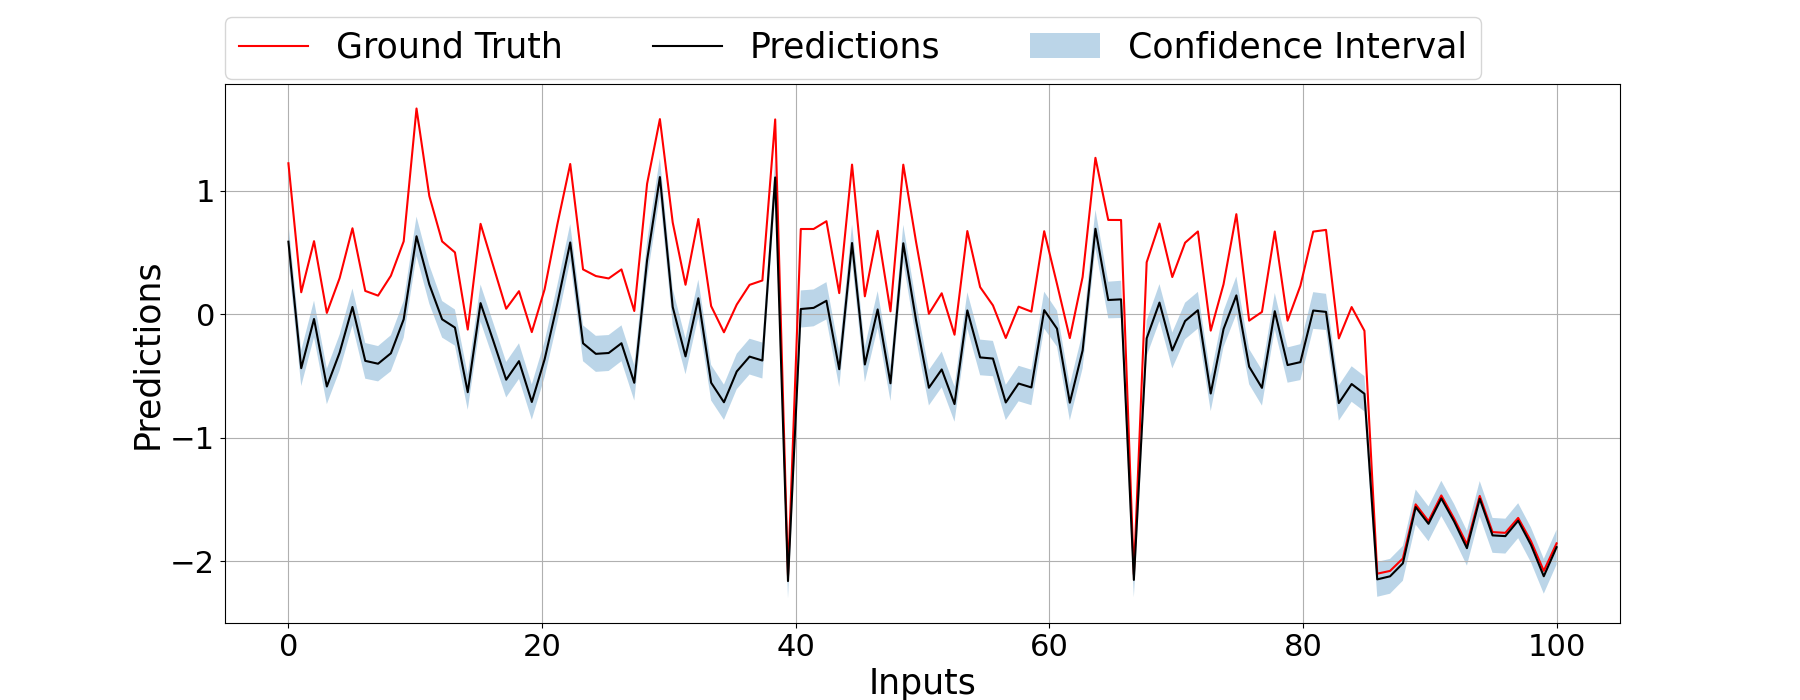 Ground Truth Predictions Confidence Interval
1
0
−1
−2
Predictions
0 20 40 60 80 100
Inputs